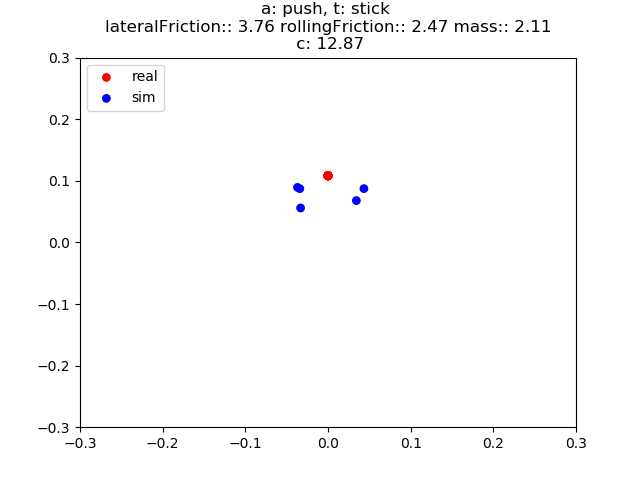 a: push, t: stick
lateralFriction:: 3.76 rollingFriction:: 2.47 mass:: 2.11
c: 12.87
real
sim
0.3
0.2
0.1
0.0
−0.1
−0.2
−0.3
−0.3 −0.2 −0.1 0.0 0.1 0.2 0.3